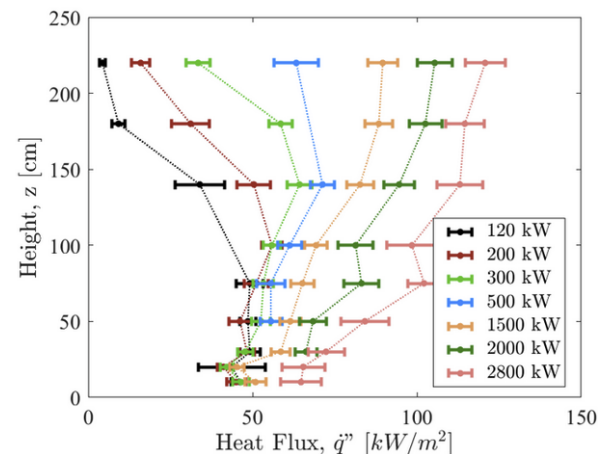 250
200
150
100
50
0
Height, z [cm]
120 kW
200 kW
300 kW
500 kW
1500 kW
2000 kW
2800 kW
0 50 100 150
Heat Flux, q̇” [kW/m²]